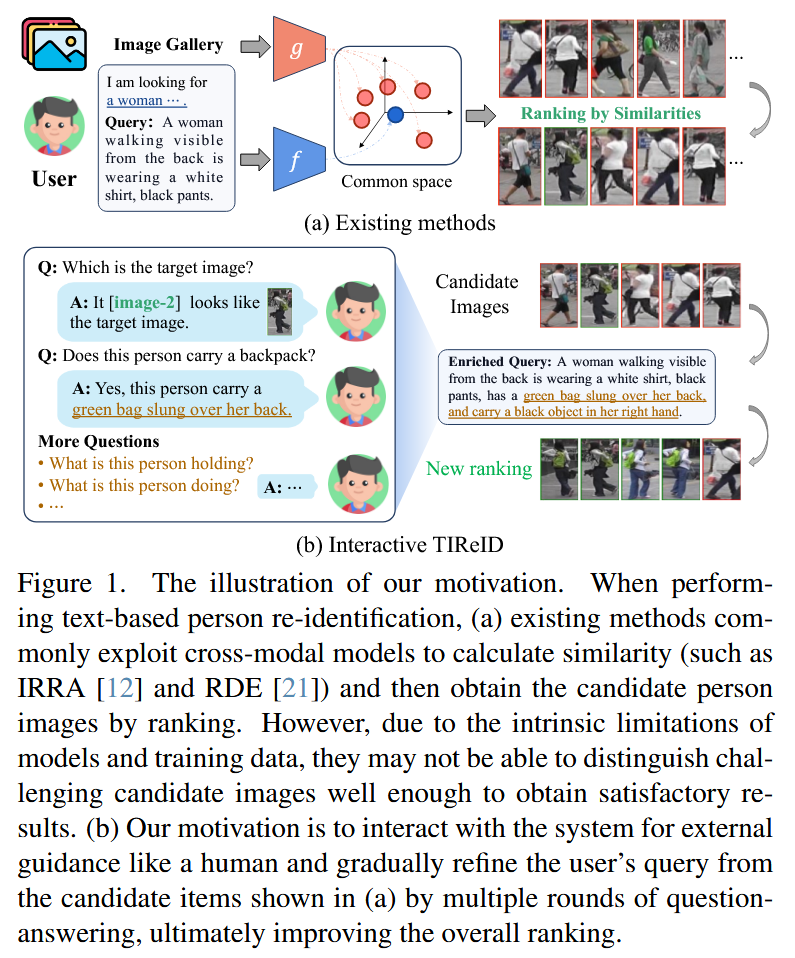 Image Gallery
g
I am looking for
a woman ··· .
Query: A woman
walking visible
from the back is
wearing a white
shirt, black pants.
User
f
Common space
Ranking by Similarities
...
...
(a) Existing methods
Q: Which is the target image?
A: It [image-2] looks like
the target image.
Q: Does this person carry a backpack?
A: Yes, this person carry a
green bag slung over her back.
More Questions
• What is this person holding?
• What is this person doing?
• ···
A: ···
Candidate
Images
Enriched Query: A woman walking visible
from the back is wearing a white shirt, black
pants, has a green bag slung over her back,
and carry a black object in her right hand.
New ranking
(b) Interactive TIReID
Figure 1. The illustration of our motivation. When perform-
ing text-based person re-identification, (a) existing methods com-
monly exploit cross-modal models to calculate similarity (such as
IRRA [12] and RDE [21]) and then obtain the candidate person
images by ranking. However, due to the intrinsic limitations of
models and training data, they may not be able to distinguish chal-
lenging candidate images well enough to obtain satisfactory re-
sults. (b) Our motivation is to interact with the system for external
guidance like a human and gradually refine the user's query from
the candidate items shown in (a) by multiple rounds of question-
answering, ultimately improving the overall ranking.